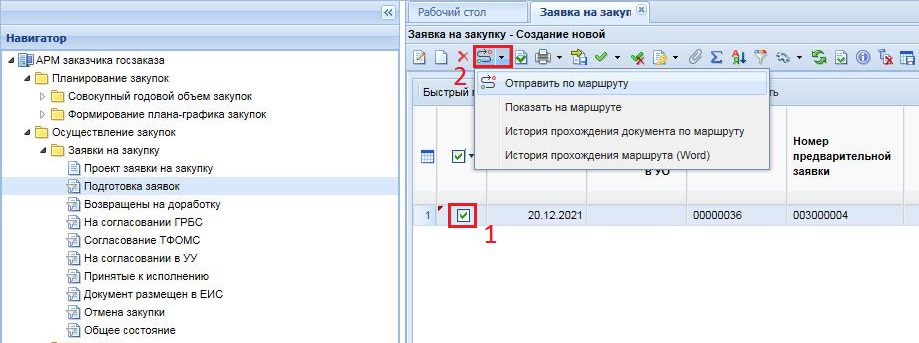 Рабочий стол
Заявка на закуп
Навигатор
АРМ заказчика госзаказа
Планирование закупок
Совокупный годовой объем закупок
Формирование плана-графика закупок
Осуществление закупок
Заявки на закупку
Проект заявки на закупку
Подготовка заявок
Возвращены на доработку
На согласовании ГРБС
Согласование ТФОМС
На согласовании в УУ
Принятые к исполнению
Документ размещен в ЕИС
Отмена закупки
Общее состояние
Заявка на закупку - Создание новой
2
Отправить по маршруту
Показать на маршруте
История прохождения документа по маршруту
История прохождения маршрута (Word)
Быстрый
в УО
Номер
предварительной
заявки
1 20.12.2021 00000036 003000004
1